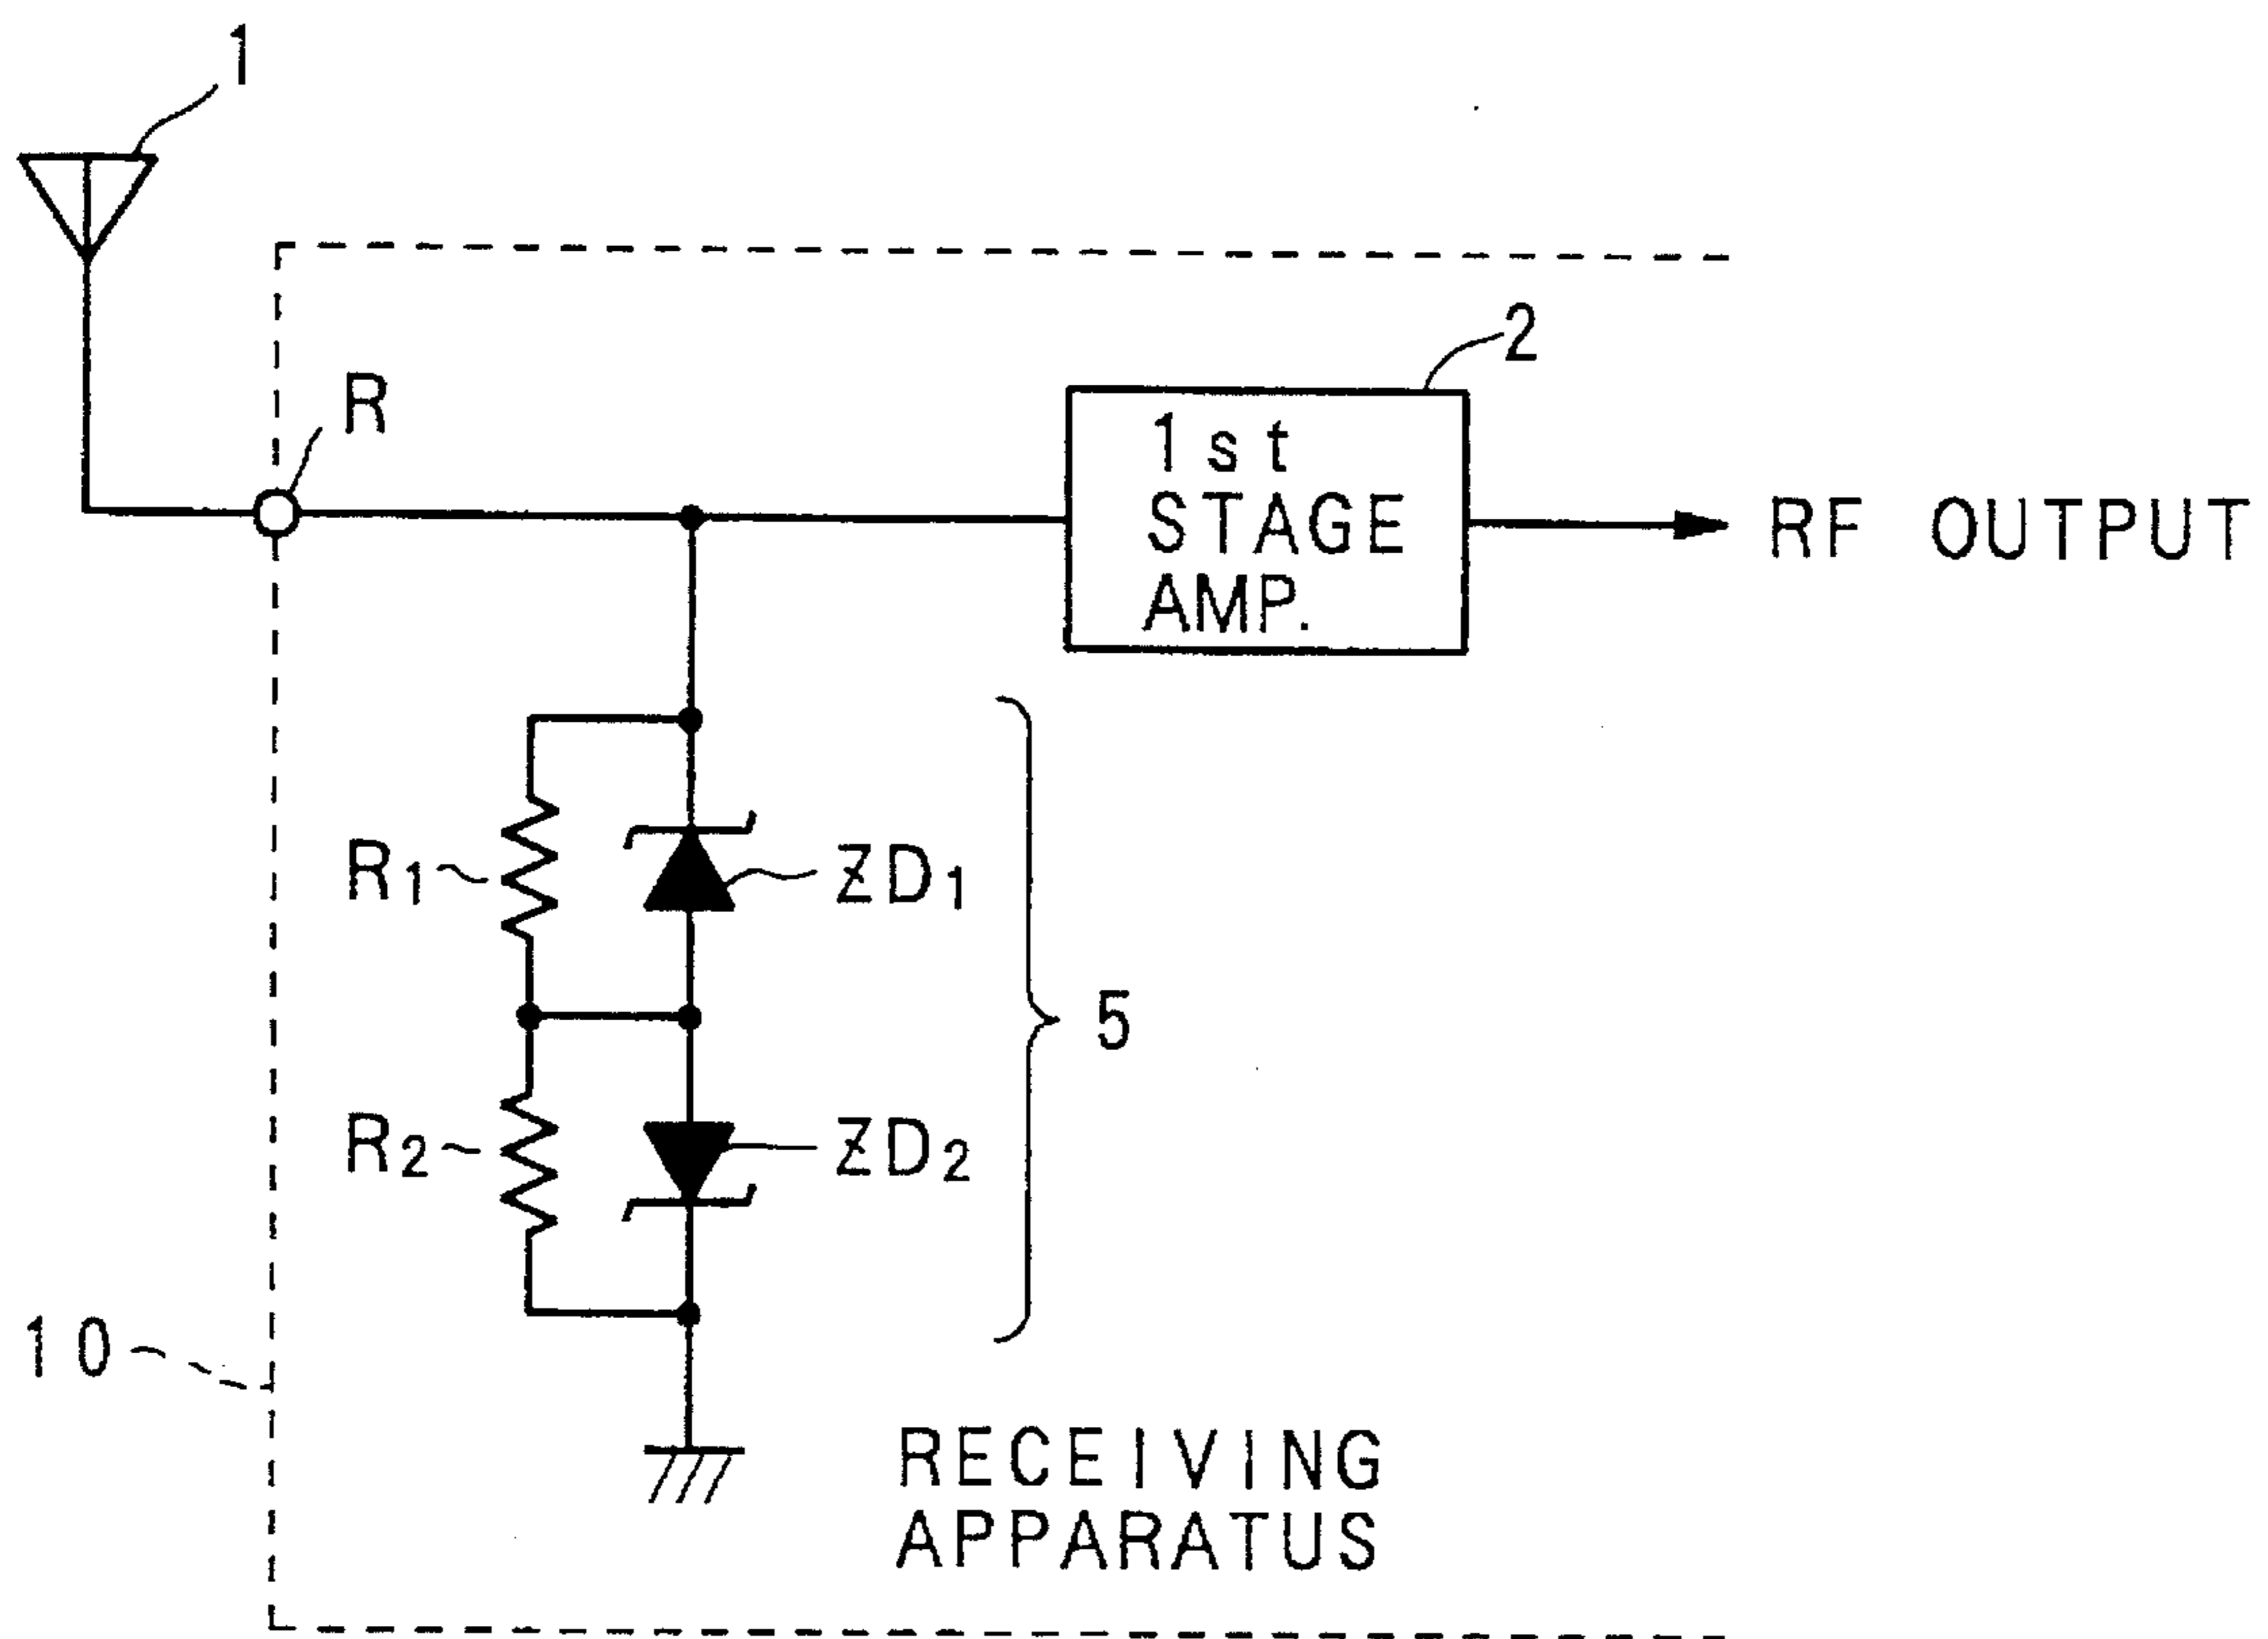 1
2
R
1st
STAGE
AMP.
RF OUTPUT
R1
ZD1
5
R2
ZD2
10
RECEIVING
APPARATUS